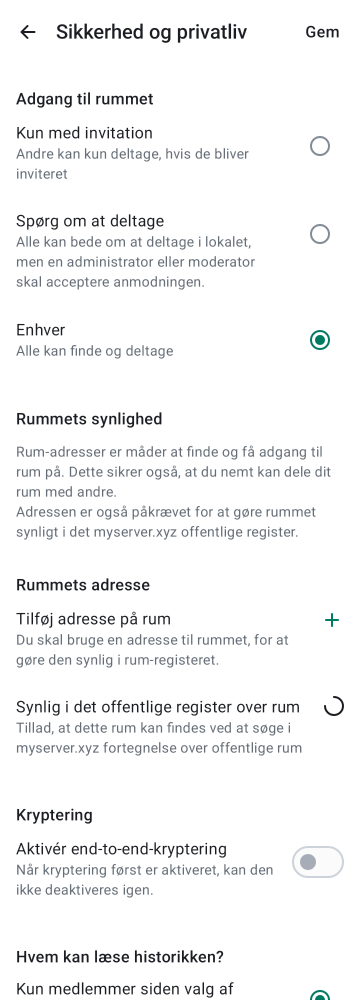 Sikkerhed og privatliv
Gem
Adgang til rummet
Kun med invitation
Andre kan kun deltage, hvis de bliver
inviteret
Spørg om at deltage
Alle kan bede om at deltage i lokalet,
men en administrator eller moderator
skal acceptere anmodningen.
Enhver
Alle kan finde og deltage
Rummets synlighed
Rum-adresser er måder at finde og få adgang til
rum på. Dette sikrer også, at du nemt kan dele dit
rum med andre.
Adressen er også påkrævet for at gøre rummet
synligt i det myserver.xyz offentlige register.
Rummets adresse
Tilføj adresse på rum
Du skal bruge en adresse til rummet, for at
gøre den synlig i rum-registeret.
Synlig i det offentlige register over rum
Tillad, at dette rum kan findes ved at søge i
myserver.xyz fortegnelse over offentlige rum
Kryptering
Aktivér end-to-end-kryptering
Når kryptering først er aktiveret, kan den
ikke deaktiveres igen.
Hvem kan læse historikken?
Kun medlemmer siden valg af